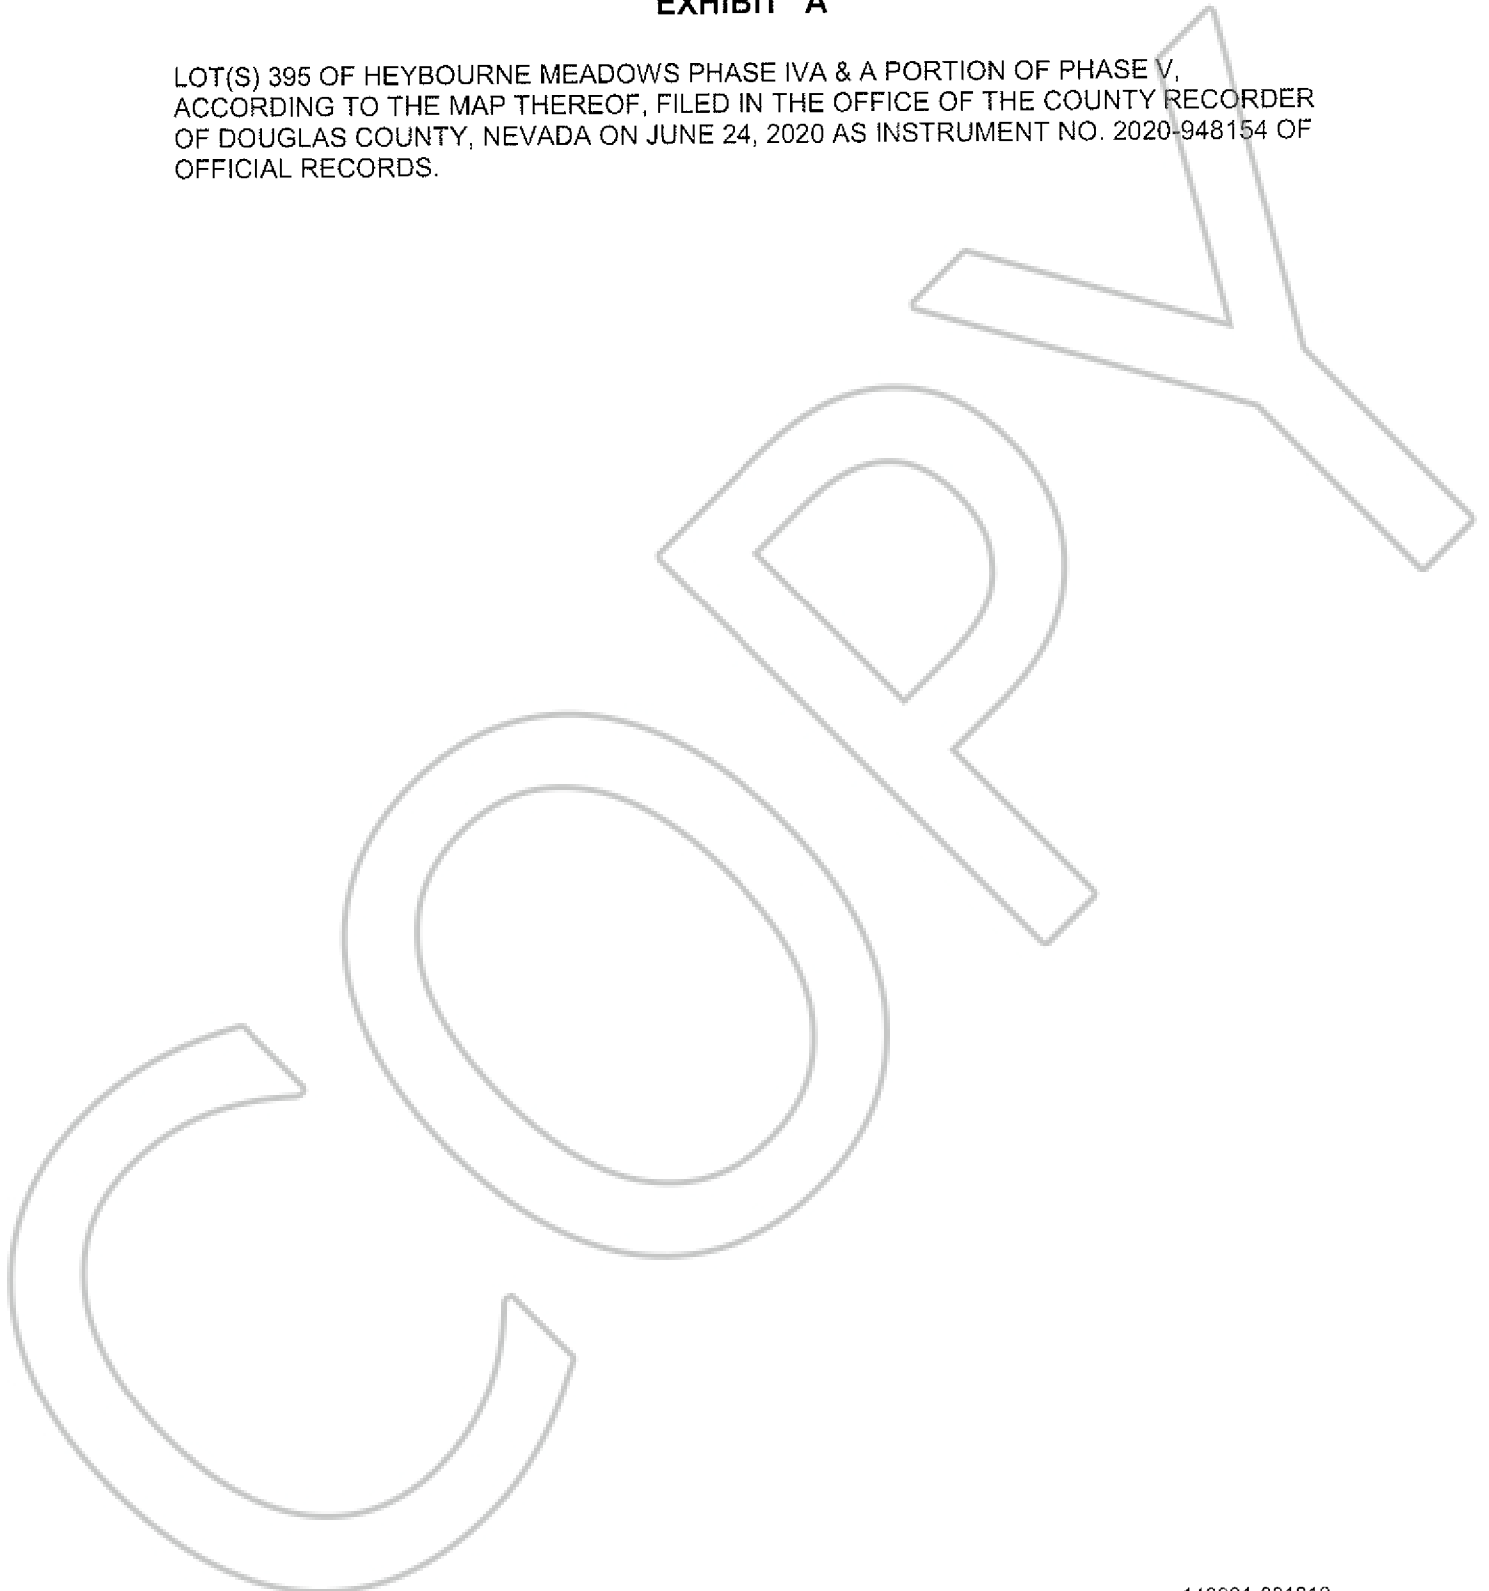 EXHIBIT "A"
LOT(S) 395 OF HEYBOURNE MEADOWS PHASE IVA & A PORTION OF PHASE V,
ACCORDING TO THE MAP THEREOF, FILED IN THE OFFICE OF THE COUNTY RECORDER
OF DOUGLAS COUNTY, NEVADA ON JUNE 24, 2020 AS INSTRUMENT NO. 2020-948154 OF
OFFICIAL RECORDS.
COPY